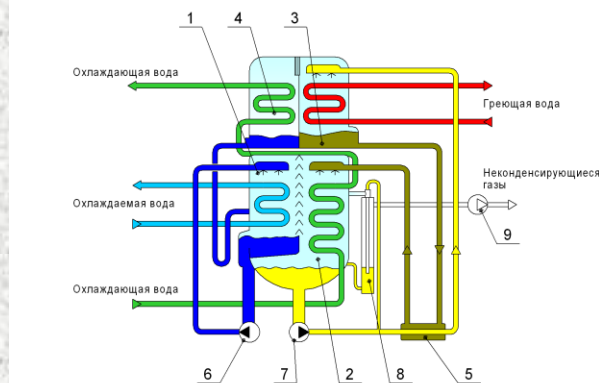 1
4
3
Охлаждающая вода
Греющая вода
Неконденсирующиеся
газы
Охлаждаемая вода
9
Охлаждающая вода
6
7
2
8
5